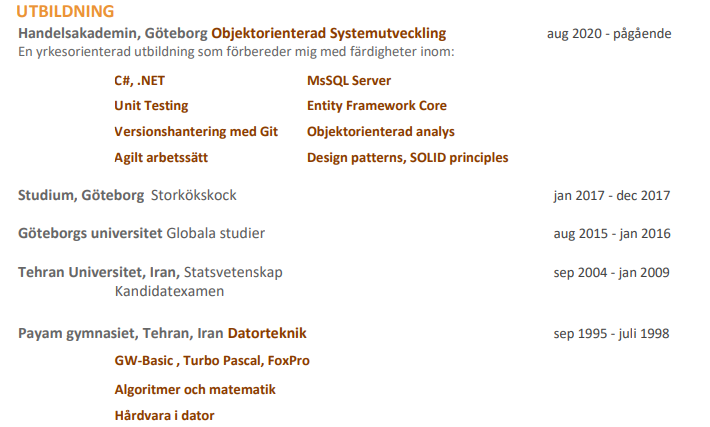 UTBILDNING
Handelsakademin, Göteborg Objektorienterad Systemutveckling aug 2020 - pågående
En yrkesorienterad utbildning som förbereder mig med färdigheter inom:
C#, .NET MsSQL Server
Unit Testing Entity Framework Core
Versionshantering med Git Objektorienterad analys
Agilt arbetssätt Design patterns, SOLID principles
Studium, Göteborg Storkökskock jan 2017 - dec 2017
Göteborgs universitet Globala studier aug 2015 - jan 2016
Tehran Universitet, Iran, Statsvetenskap sep 2004 - jan 2009
Kandidatexamen
Payam gymnasiet, Tehran, Iran Datorteknik sep 1995 - juli 1998
GW-Basic , Turbo Pascal, FoxPro
Algoritmer och matematik
Hårdvara i dator